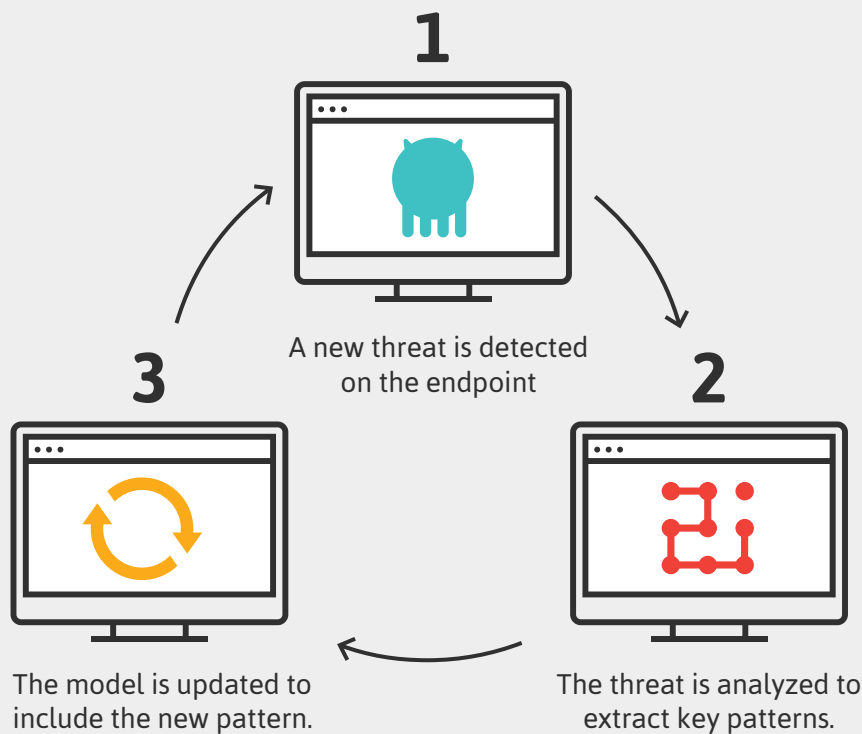 1
A new threat is detected
on the endpoint
2
The threat is analyzed to
extract key patterns.
3
The model is updated to
include the new pattern.